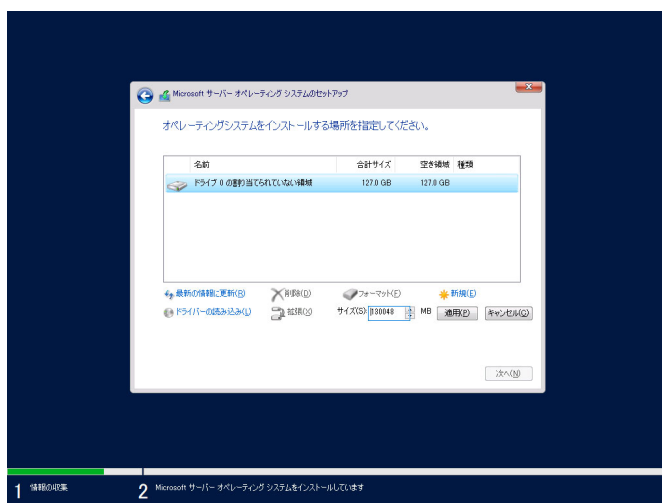 Microsoft サーバー オペレーティング システムのセットアップ
オペレーティングシステムをインストールする場所を指定してください。
名前 合計サイズ 空き領域 種類
ドライブ 0 の割り当てられていない領域 127.0 GB 127.0 GB
最新の情報に更新(R) 削除(D) フォーマット(F) 新規(E)
ドライバーの読み込み(L) 拡張(X) サイズ(S): 130048 MB 適用(P) キャンセル(C)
次へ(N)
1 情報の収集 2 Microsoft サーバー オペレーティング システムをインストールしています